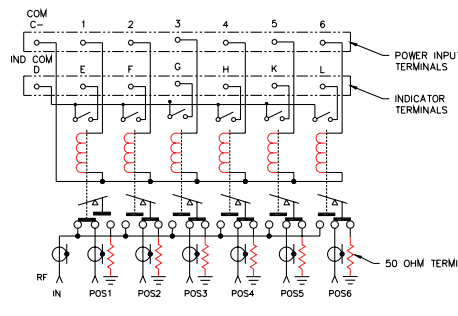 COM
C- 1 2 3 4 5 6
POWER INPUT
TERMINALS
IND COM
D E F G H K L
INDICATOR
TERMINALS
50 OHM TERMI
RF
IN POS1 POS2 POS3 POS4 POS5 POS6